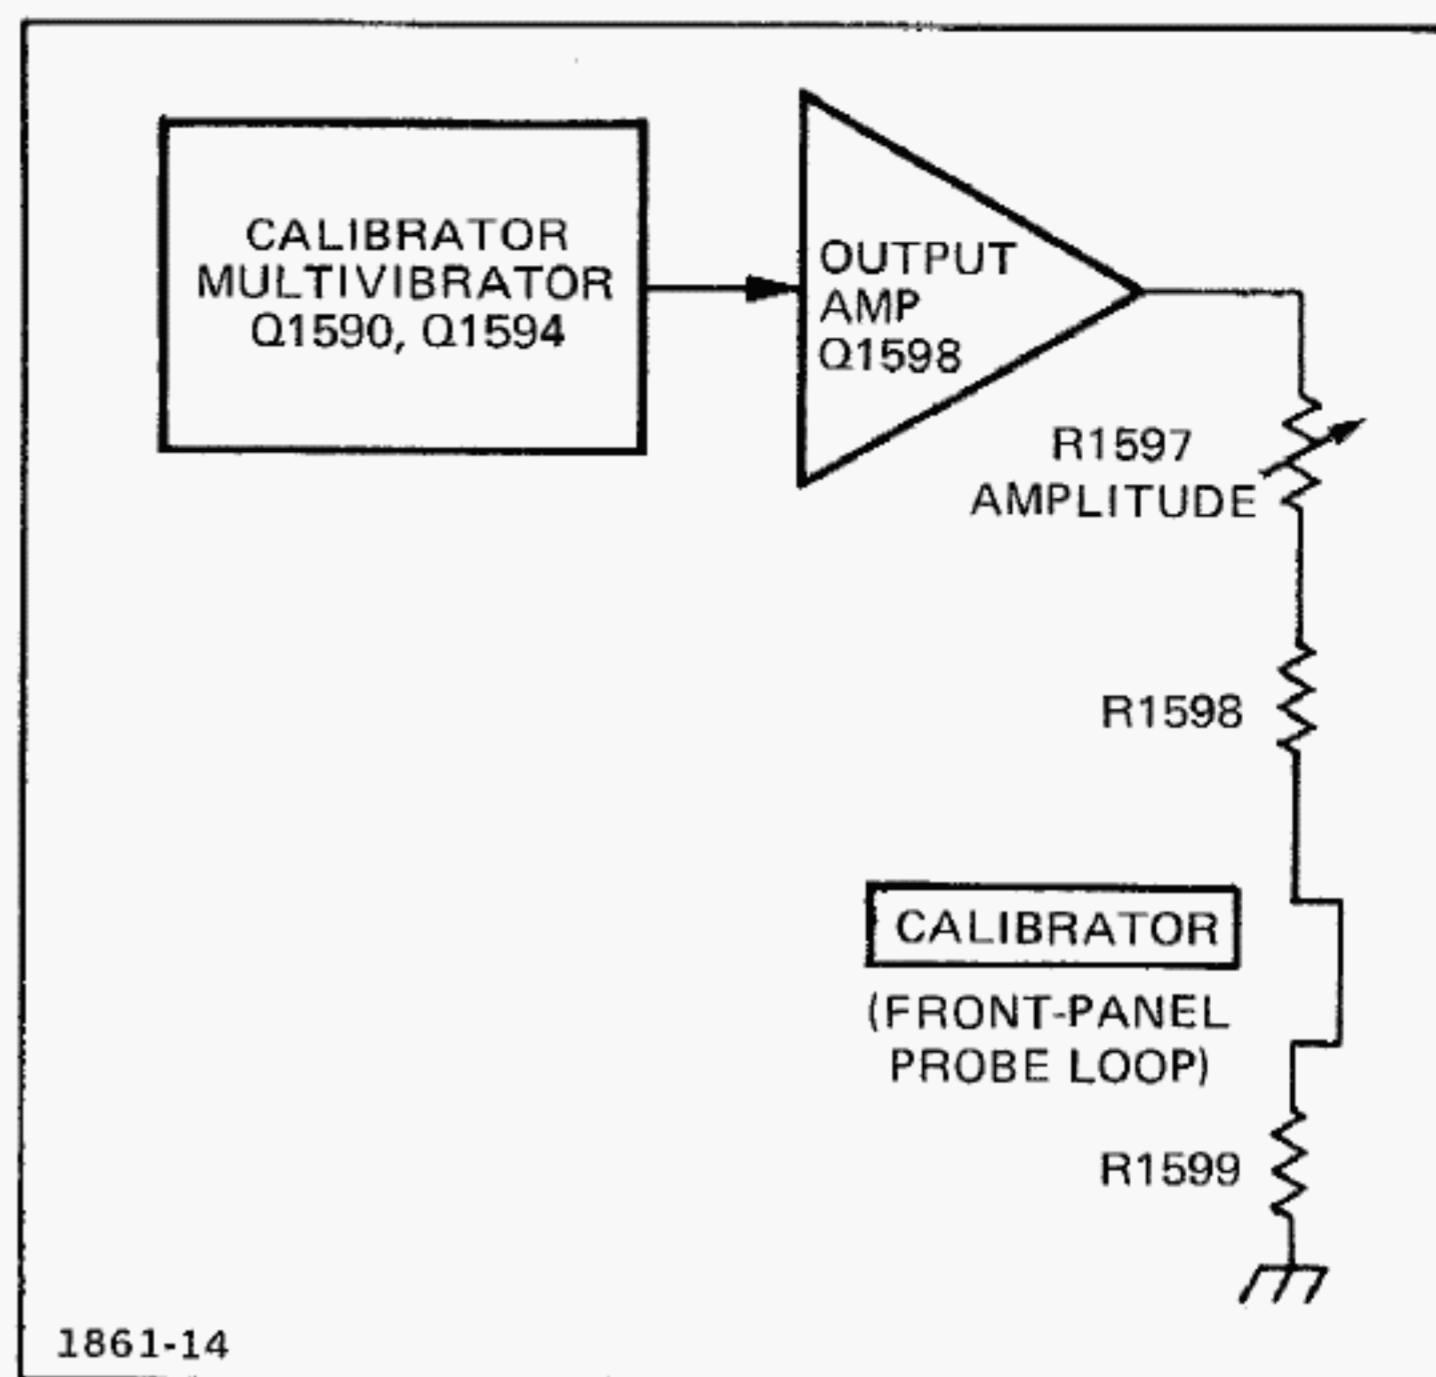 CALIBRATOR
MULTIVIBRATOR
Q1590, Q1594
OUTPUT
AMP
Q1598
R1597
AMPLITUDE
R1598
CALIBRATOR
(FRONT-PANEL
PROBE LOOP)
R1599
1861-14